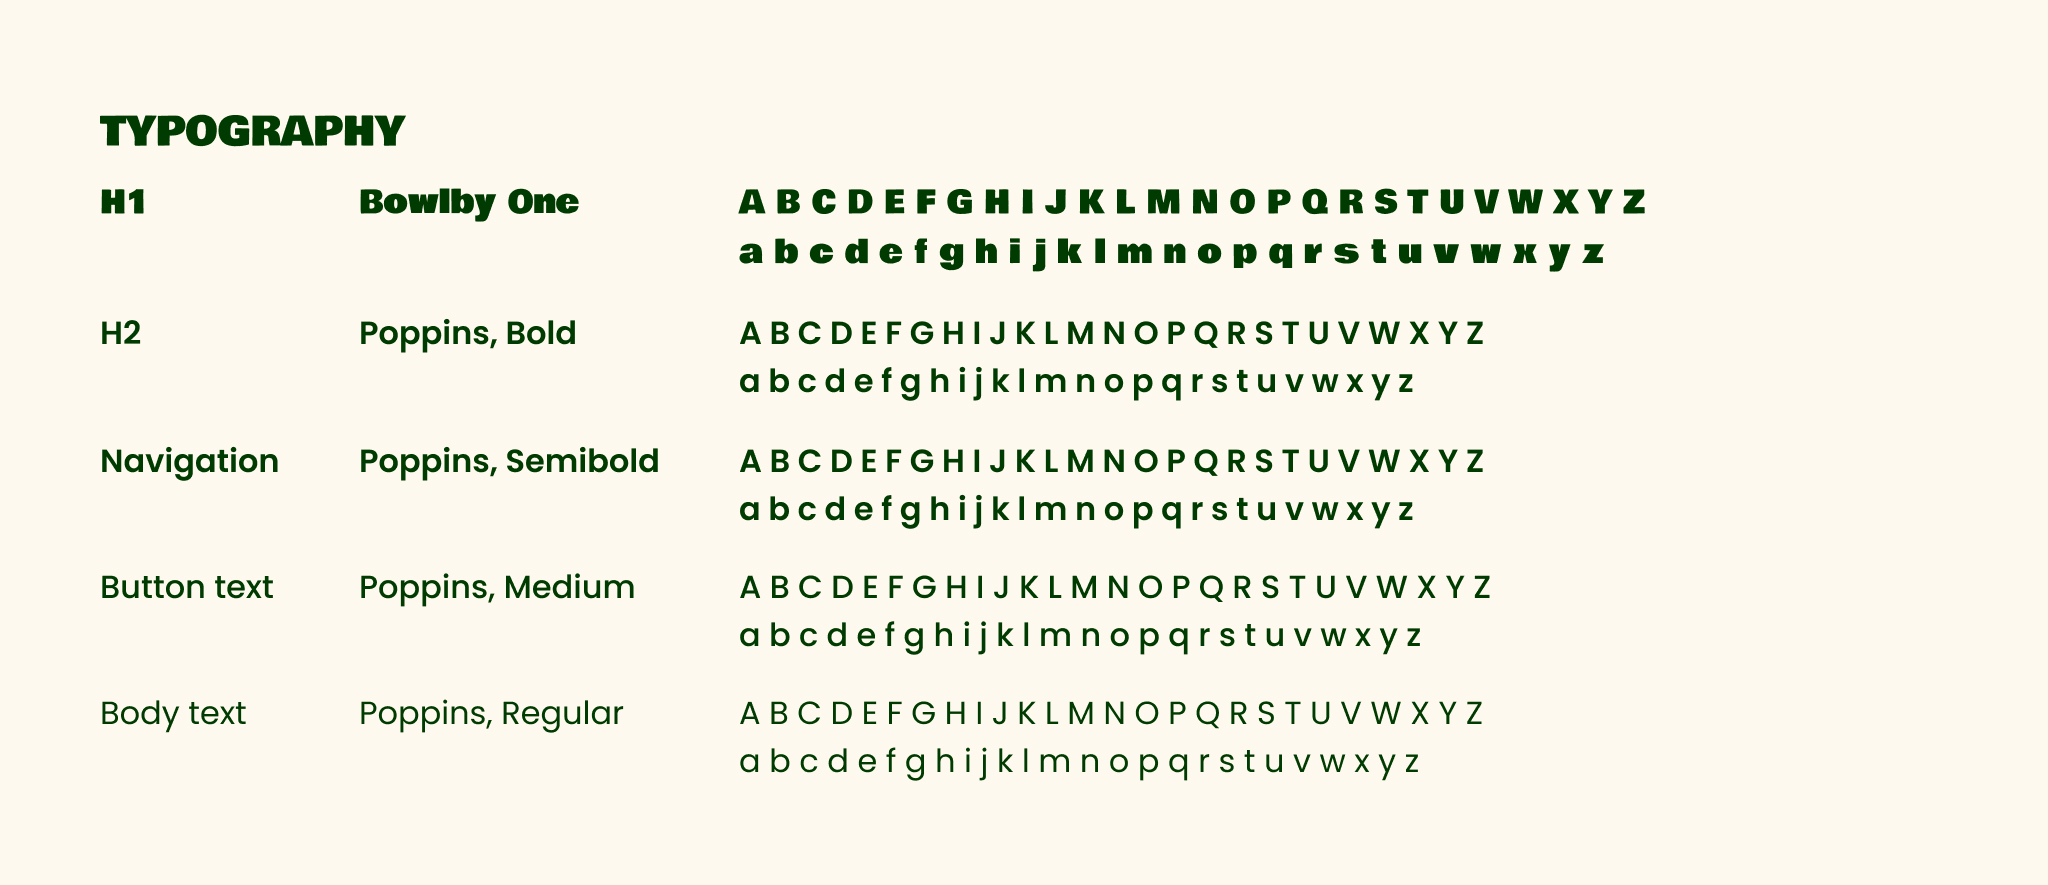 TYPOGRAPHY
H1 Bowlby One A B C D E F G H I J K L M N O P Q R S T U V W X Y Z
a b c d e f g h i j k l m n o p q r s t u v w x y z
H2 Poppins, Bold A B C D E F G H I J K L M N O P Q R S T U V W X Y Z
a b c d e f g h i j k l m n o p q r s t u v w x y z
Navigation Poppins, Semibold A B C D E F G H I J K L M N O P Q R S T U V W X Y Z
a b c d e f g h i j k l m n o p q r s t u v w x y z
Button text Poppins, Medium A B C D E F G H I J K L M N O P Q R S T U V W X Y Z
a b c d e f g h i j k l m n o p q r s t u v w x y z
Body text Poppins, Regular A B C D E F G H I J K L M N O P Q R S T U V W X Y Z
a b c d e f g h i j k l m n o p q r s t u v w x y z